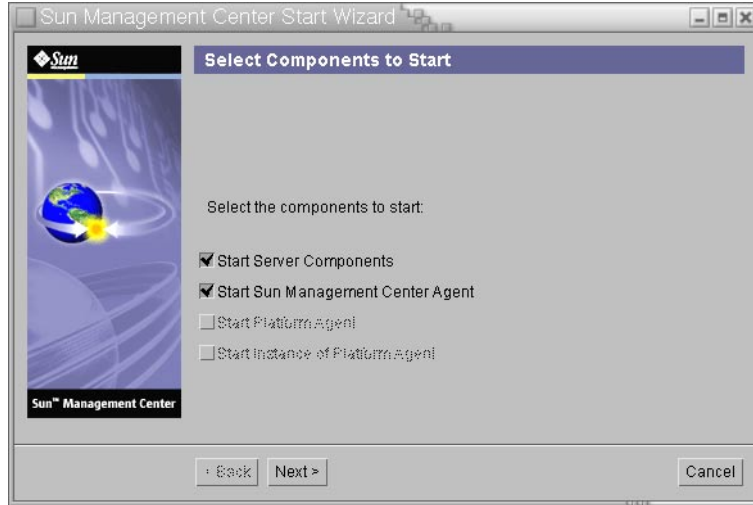 Sun Management Center Start Wizard
Sun
Select Components to Start
Select the components to start:
Start Server Components
Start Sun Management Center Agent
Start Platform Agent
Start Instance of Platform Agent
Sun™ Management Center
< Back
Next >
Cancel